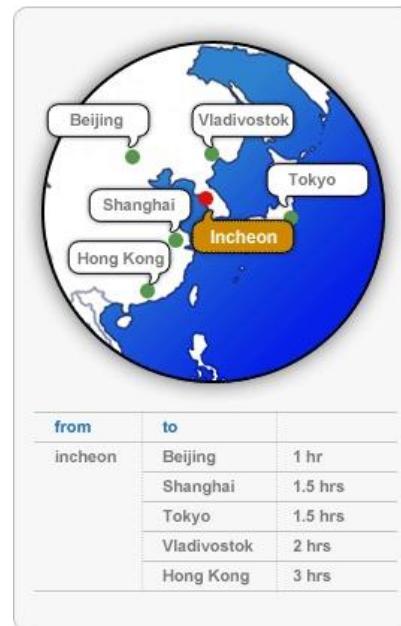 Beijing
Vladivostok
Tokyo
Shanghai
Incheon
Hong Kong
from to
incheon Beijing 1 hr
Shanghai 1.5 hrs
Tokyo 1.5 hrs
Vladivostok 2 hrs
Hong Kong 3 hrs